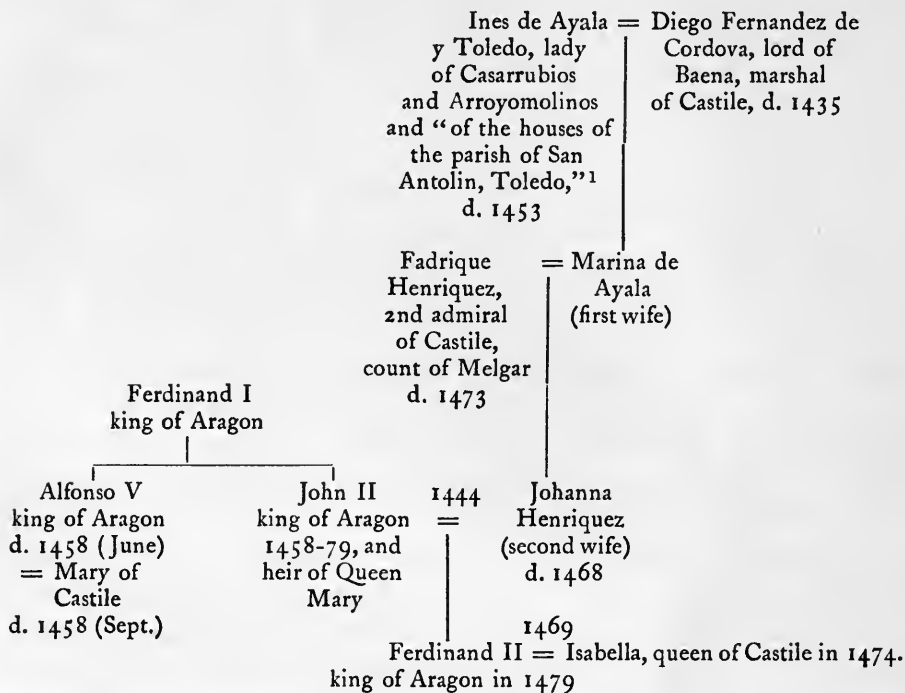 Ines de Ayala = Diego Fernandez de
y Toledo, lady Cordova, lord of
of Casarrubios Baena, marshal
and Arroyomolinos of Castile, d. 1435
and “of the houses of
the parish of San
Antolin, Toledo,”1
d. 1453
Fadrique = Marina de
Henriquez, Ayala
2nd admiral (first wife)
of Castile,
count of Melgar
d. 1473
Ferdinand I
king of Aragon
Alfonso V
king of Aragon
d. 1458 (June)
= Mary of
Castile
d. 1458 (Sept.)
John II
king of Aragon
1458-79, and
heir of Queen
Mary
1444
=
Johanna
Henriquez
(second wife)
d. 1468
1469
Ferdinand II = Isabella, queen of Castile in 1474.
king of Aragon in 1479